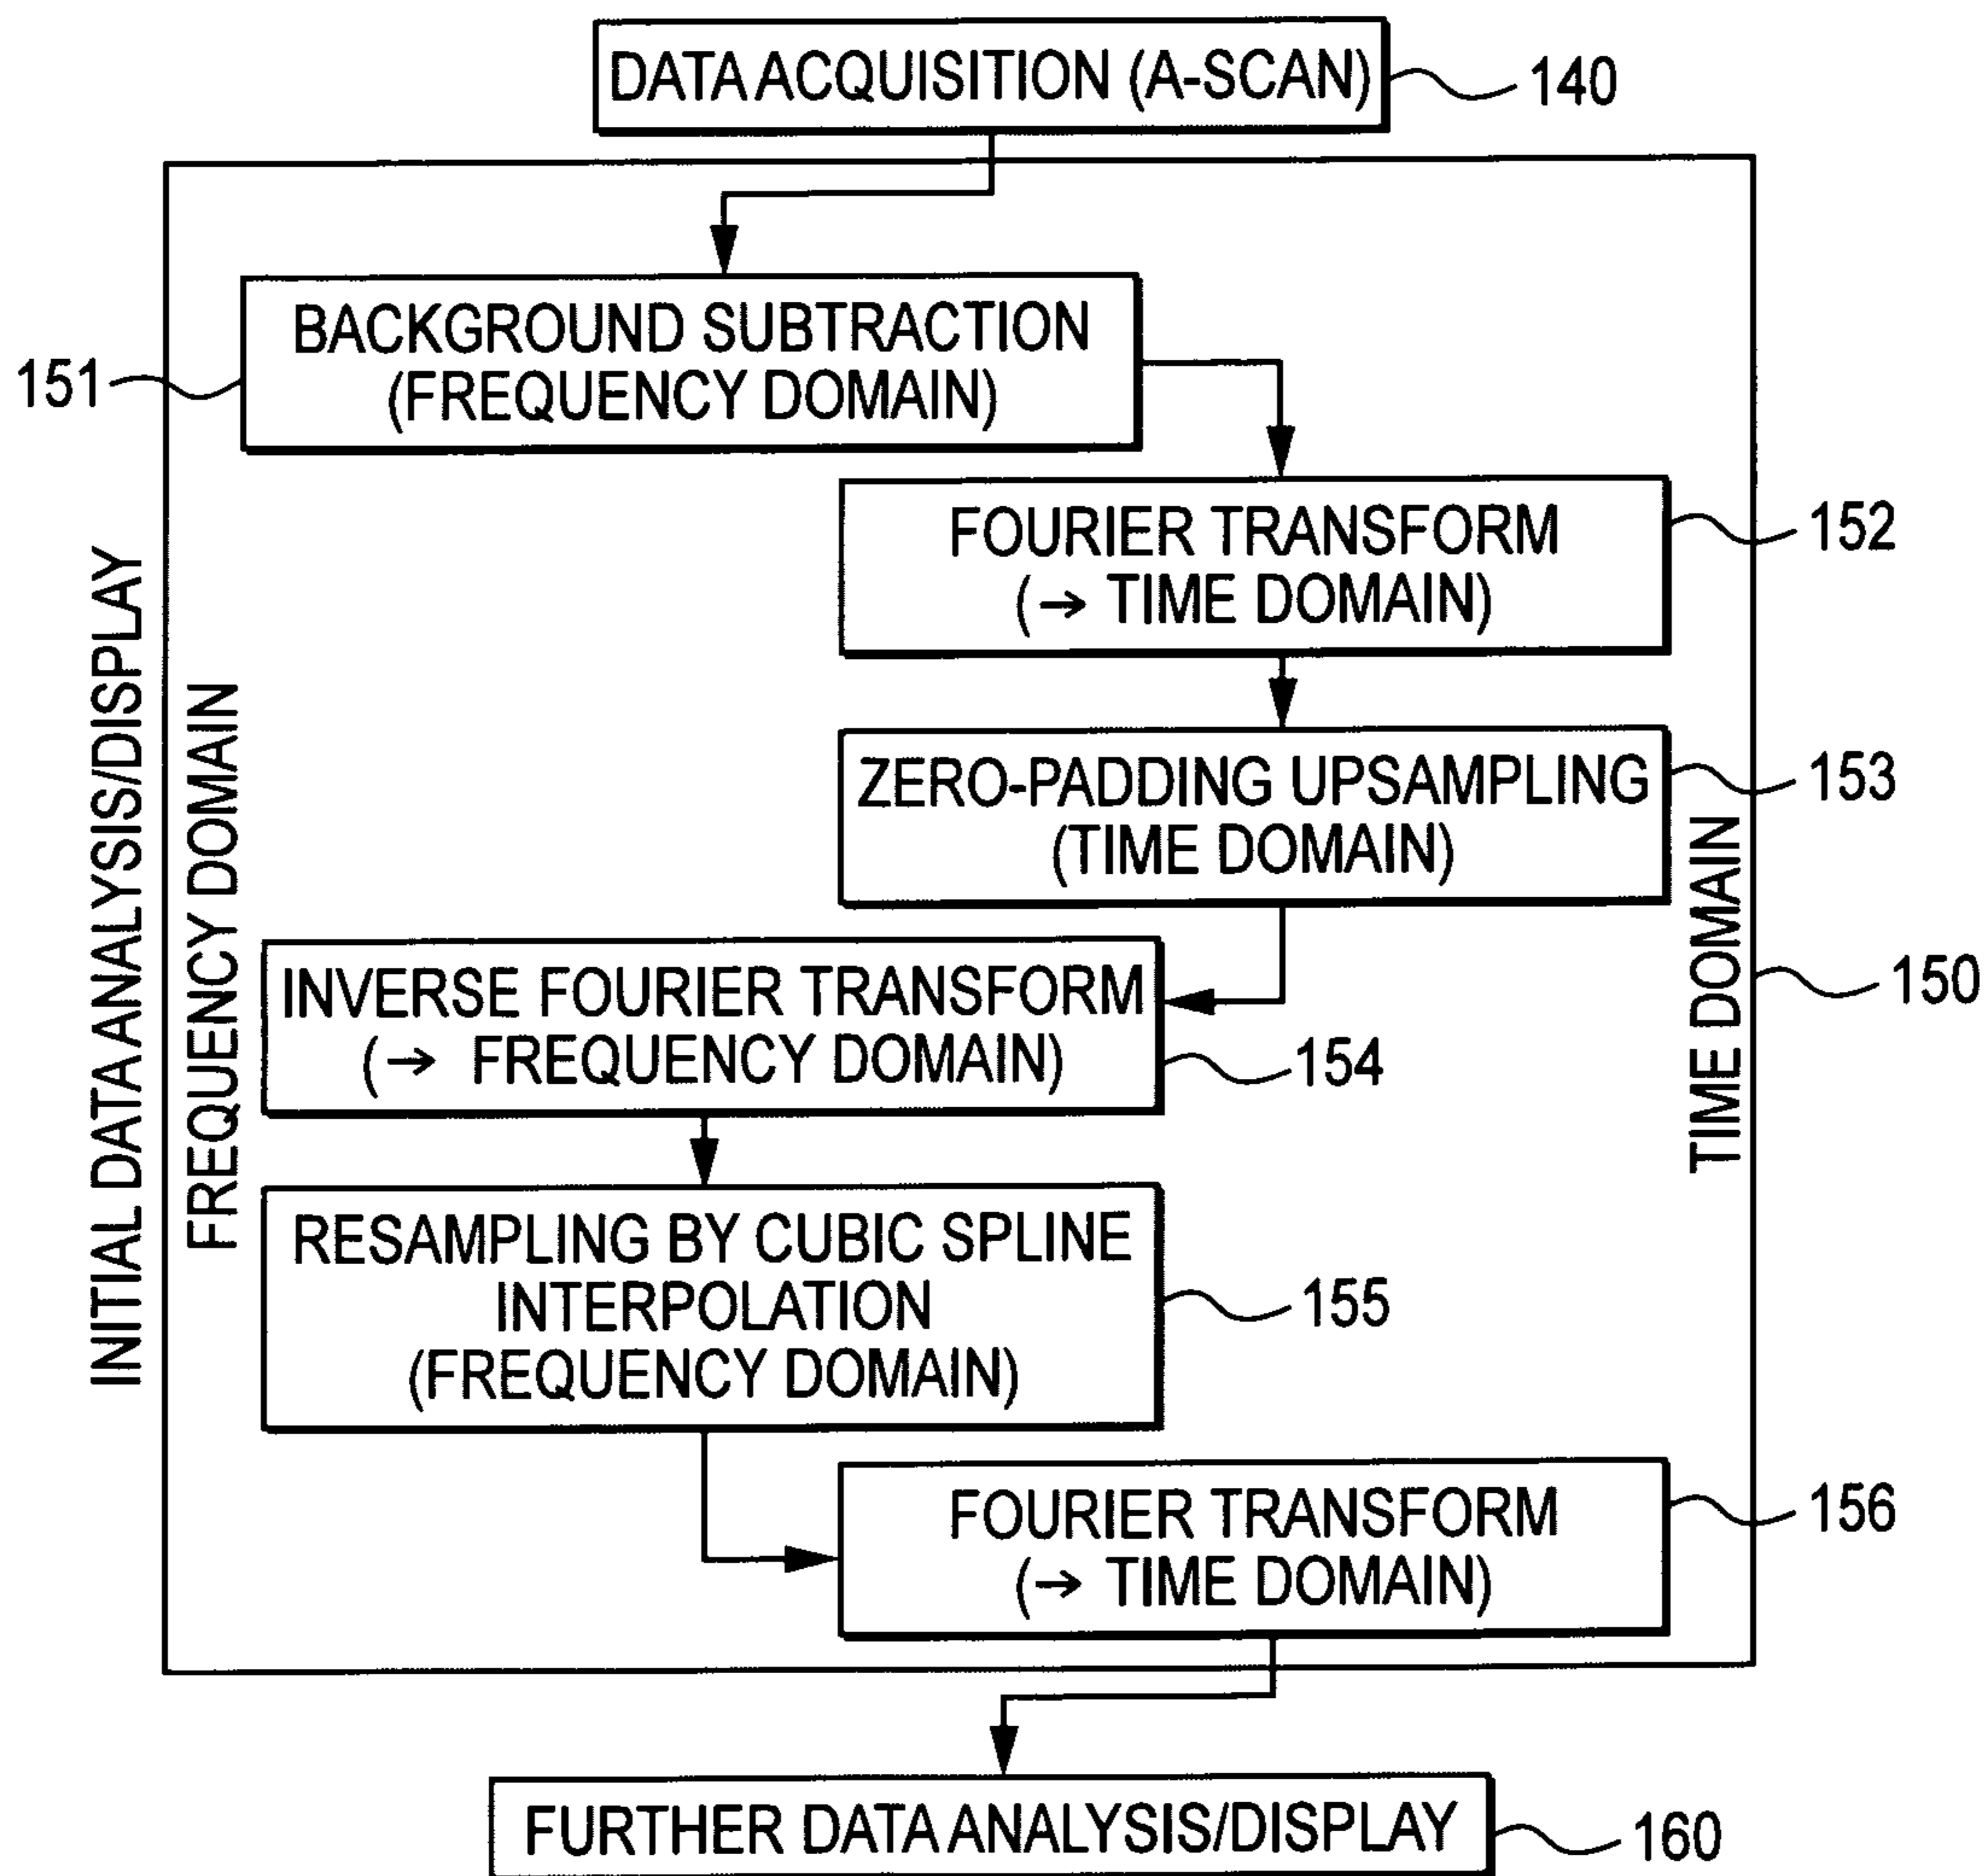 DATA ACQUISITION (A-SCAN)
140
BACKGROUND SUBTRACTION
(FREQUENCY DOMAIN)
151
FOURIER TRANSFORM
(→ TIME DOMAIN)
152
ZERO-PADDING UPSAMPLING
(TIME DOMAIN)
153
INITIAL DATA ANALYSIS/DISPLAY
FREQUENCY DOMAIN
TIME DOMAIN
150
INVERSE FOURIER TRANSFORM
(→ FREQUENCY DOMAIN)
154
RESAMPLING BY CUBIC SPLINE
INTERPOLATION
(FREQUENCY DOMAIN)
155
FOURIER TRANSFORM
(→ TIME DOMAIN)
156
FURTHER DATA ANALYSIS/DISPLAY
160